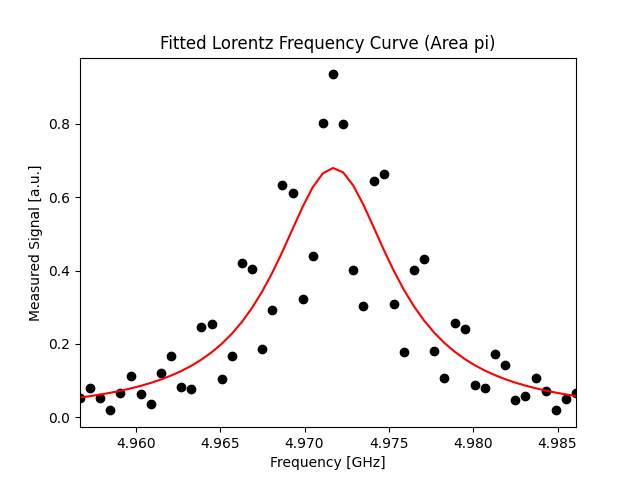 Fitted Lorentz Frequency Curve (Area pi)
Measured Signal [a.u.]
0.8
0.6
0.4
0.2
0.0
4.960 4.965 4.970 4.975 4.980 4.985
Frequency [GHz]